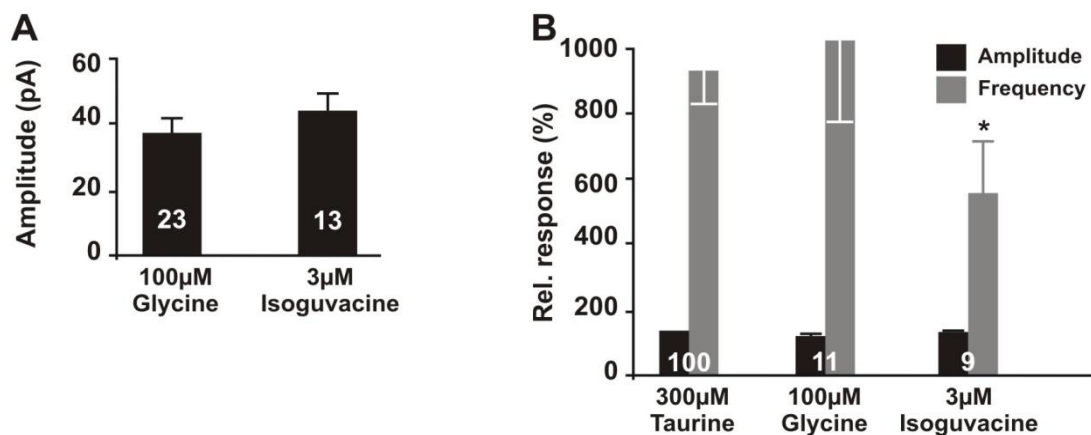 A
Amplitude (pA)
60
40
20
0
23
13
100µM
Glycine
3µM
Isoguvacine
B
Rel. response (%)
1000
800
600
400
200
0
Amplitude
Frequency
*
100
11
9
300µM
Taurine
100µM
Glycine
3µM
Isoguvacine